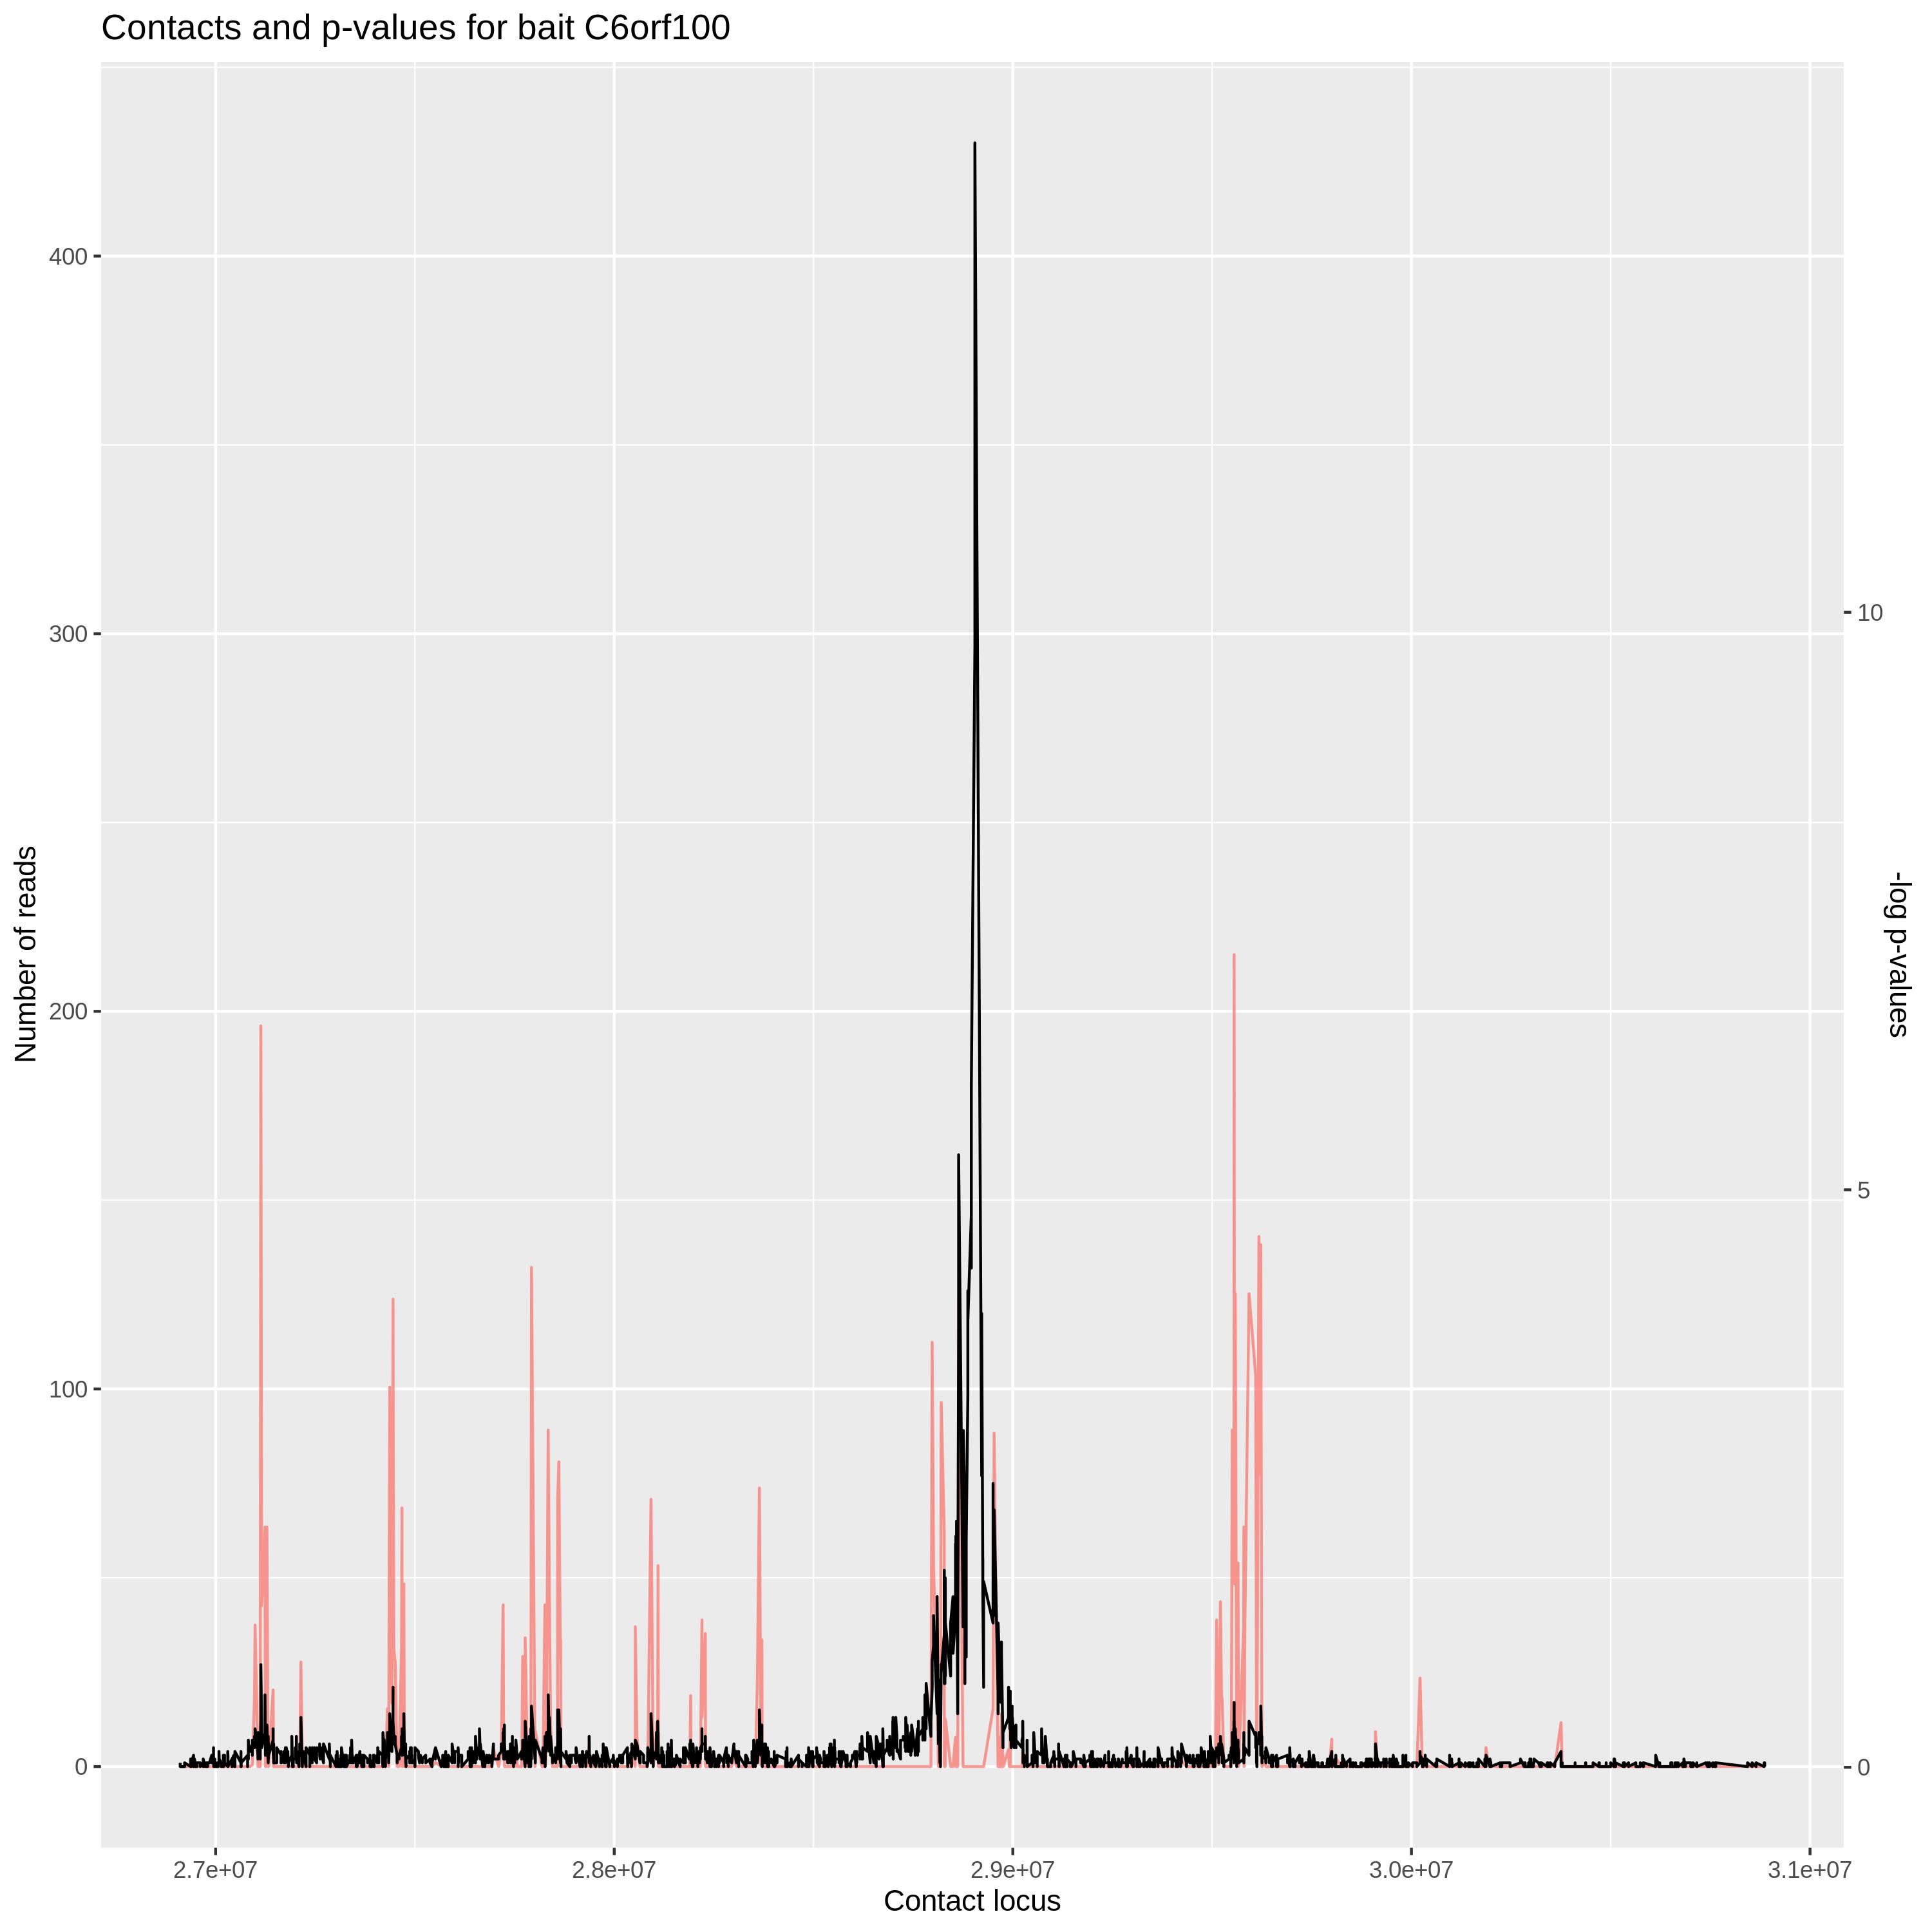 Contacts and p-values for bait C6orf100
400
300
200
100
0
10
5
0
Number of reads
-log p-values
2.7e+07 2.8e+07 2.9e+07 3.0e+07 3.1e+07
Contact locus